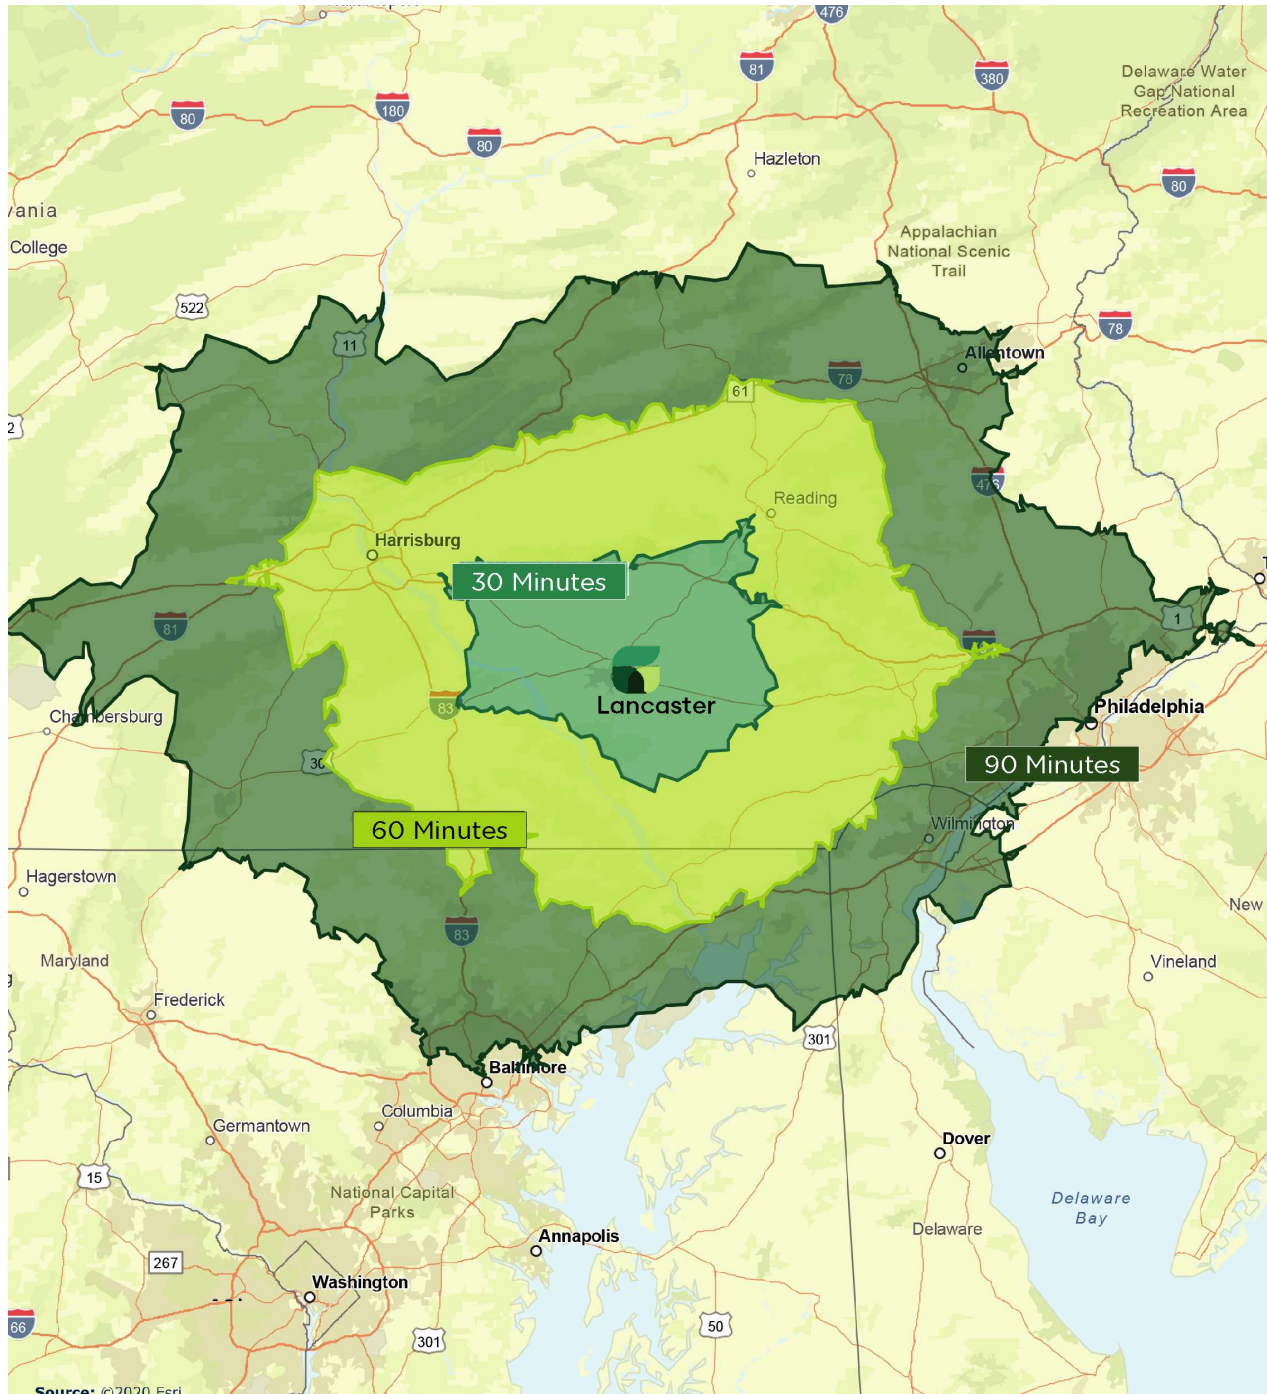 476
81
380
Delaware Water
Gap National
Recreation Area
80
180
80
Hazleton
80
vania
College
Appalachian
National Scenic
Trail
522
78
11
Allentown
78
61
2
476
Reading
Harrisburg
30 Minutes
81
1
Lancaster
83
Chambersburg
Philadelphia
30
90 Minutes
60 Minutes
Wilmington
Hagerstown
New
83
Maryland
Vineland
Frederick
301
Baltimore
Columbia
Germantown
Dover
15
National Capital
Parks
Delaware
Bay
Annapolis
Delaware
267
Washington
66
50
301
Source: ©2020 Esri